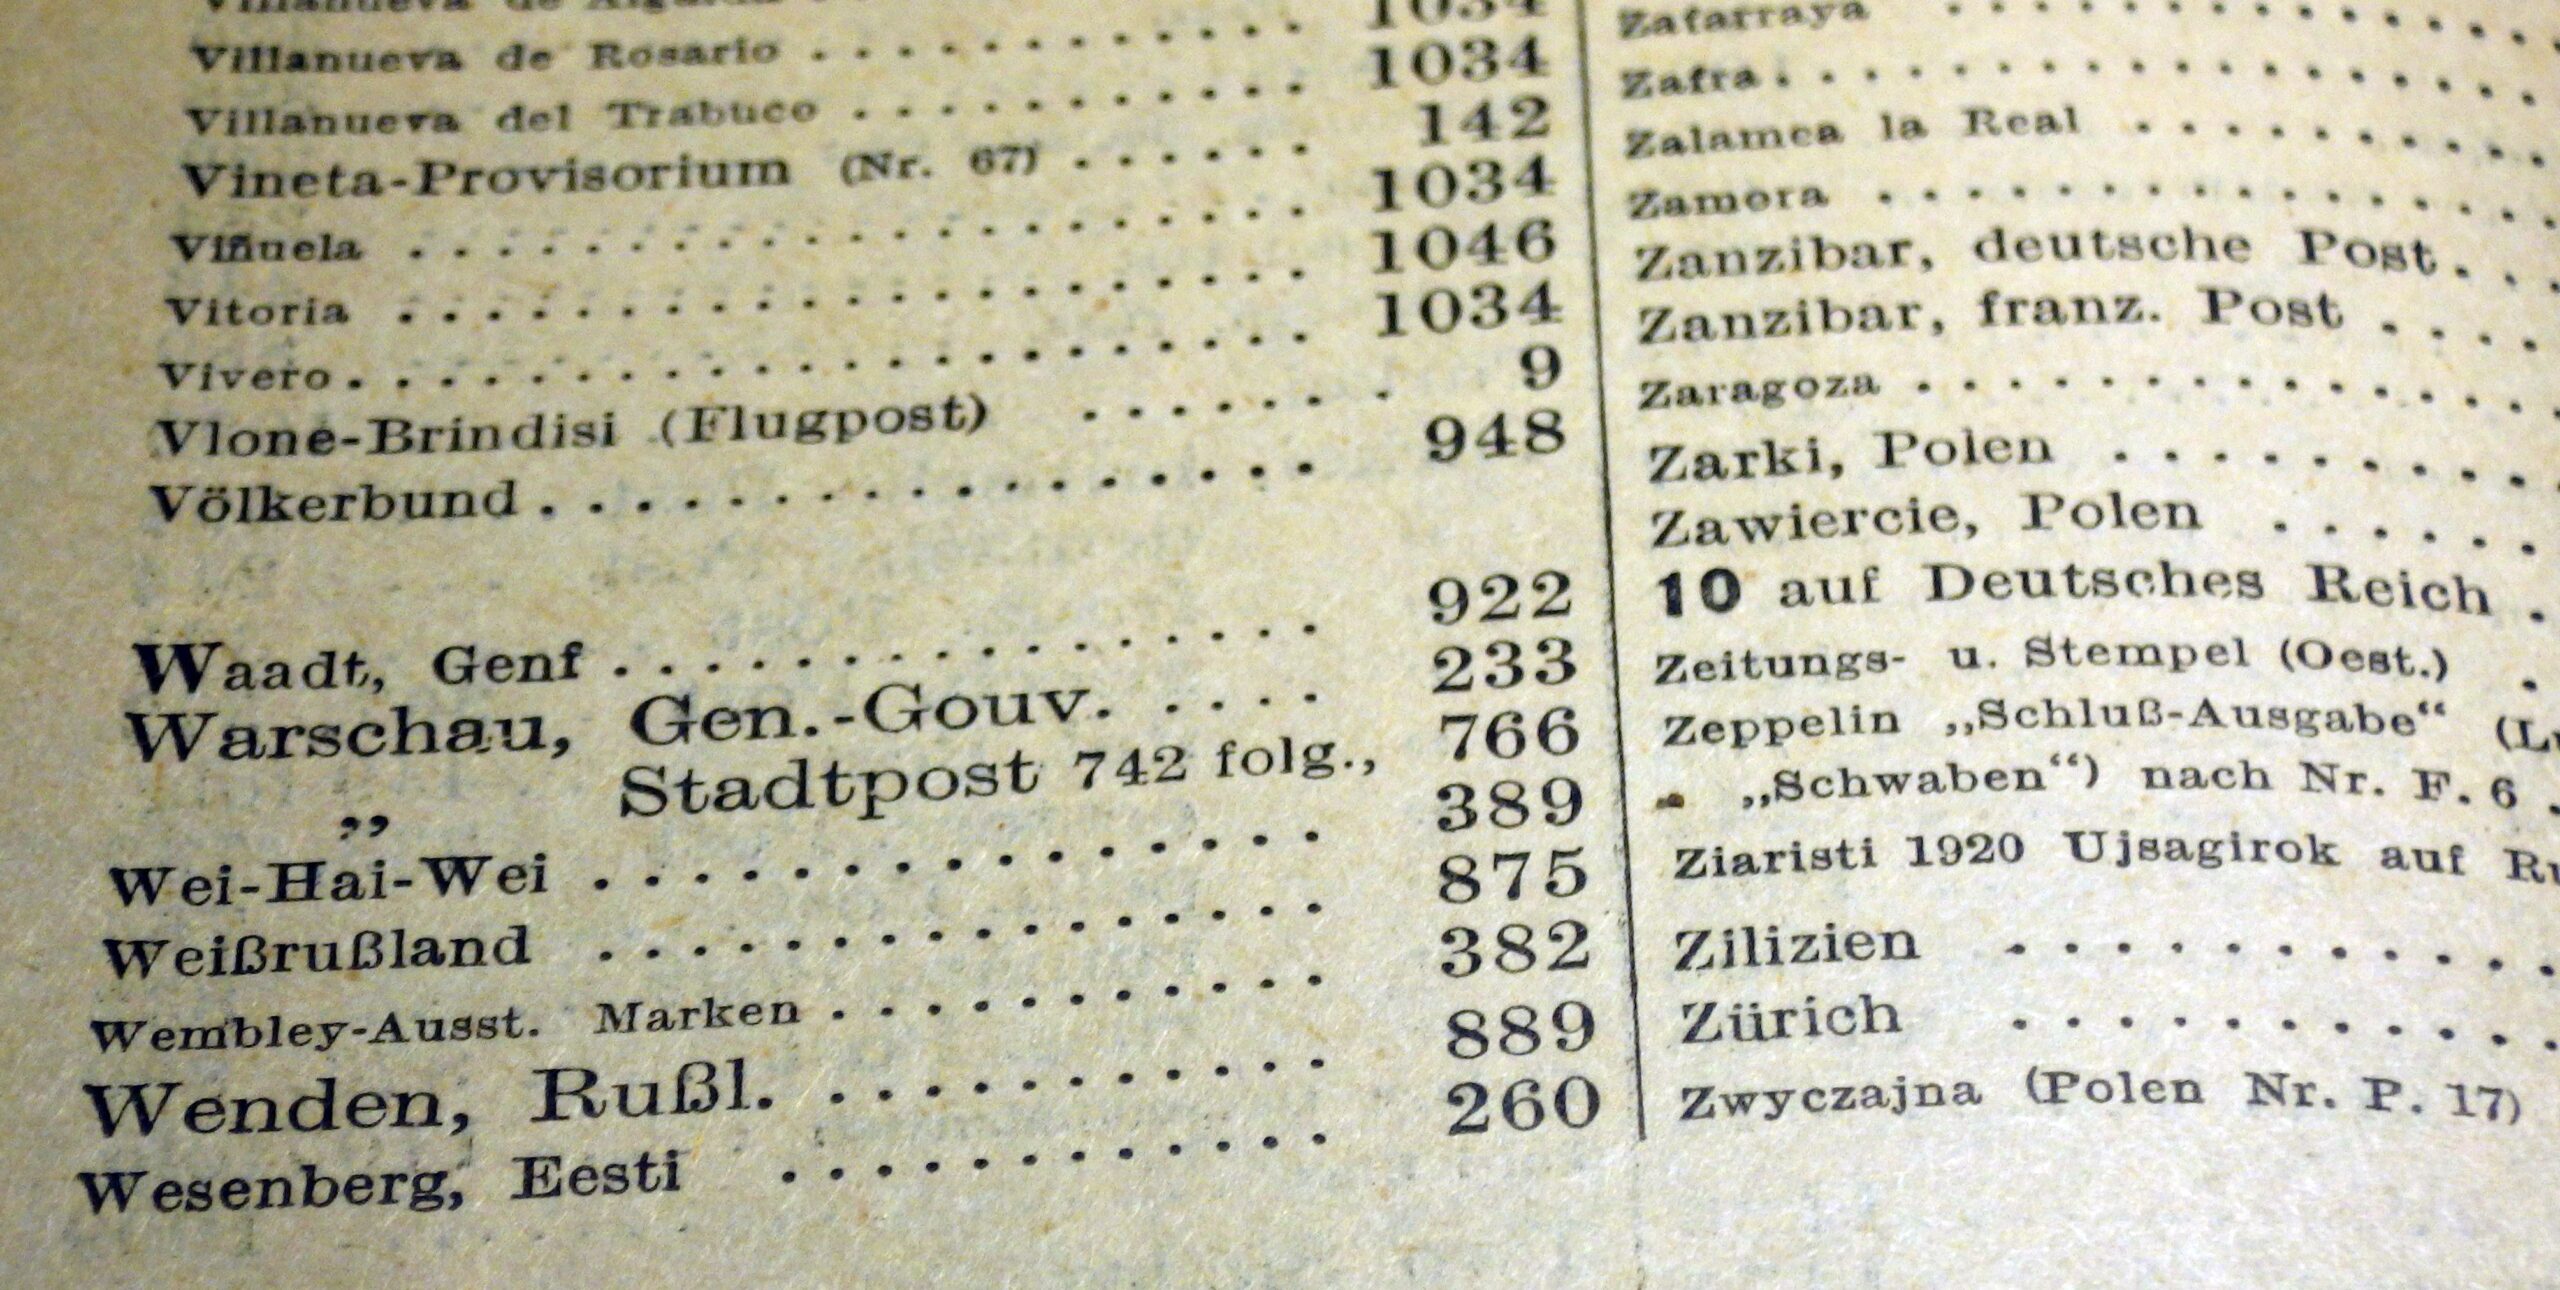 Villanueva de
Villanueva de Rosario . . . . . . . . . . . . 1034
Villanueva del Trabuco . . . . . . . . . . . 1034
Vineta-Provisorium (Nr. 67) . . . . . . 142
Viñuela . . . . . . . . . . . . . . . . . . . 1034
Vitoria . . . . . . . . . . . . . . . . . . . . 1046
Vivero . . . . . . . . . . . . . . . . . . . . . 1034
Vlone-Brindisi (Flugpost) . . . . . . . 9
Völkerbund . . . . . . . . . . . . . . . . 948
Waadt, Genf . . . . . . . . . . . . . . . 922
Warschau, Gen.-Gouv. . . . . 233
„ Stadtpost 742 folg., 766
Wei-Hai-Wei . . . . . . . . . . . . . . . 389
Weißrußland . . . . . . . . . . . . . . . 875
Wembley-Ausst. Marken . . . . . . . . . . . 382
Wenden, Rußl. . . . . . . . . . . . 889
Wesenberg, Eesti . . . . . . . . . . . . 260
Zafarraya . . . . . . . . . . . .
Zafra . . . . . . . . . . . . . . . .
Zalamea la Real . . . . . . . . .
Zamora . . . . . . . . . . . . . .
Zanzibar, deutsche Post . . .
Zanzibar, franz. Post . . . .
Zaragoza . . . . . . . . . . . . .
Zarki, Polen . . . . . . . . . .
Zawiercie, Polen . . . . . .
10 auf Deutsches Reich .
Zeitungs- u. Stempel (Oest.) .
Zeppelin „Schluß-Ausgabe“
„Schwaben“) nach Nr. F. 6 .
Ziaristi 1920 Ujsagirok auf
Zilizien . . . . . . . . . . . .
Zürich . . . . . . . . . . . .
Zwyczajna (Polen Nr. P. 17)